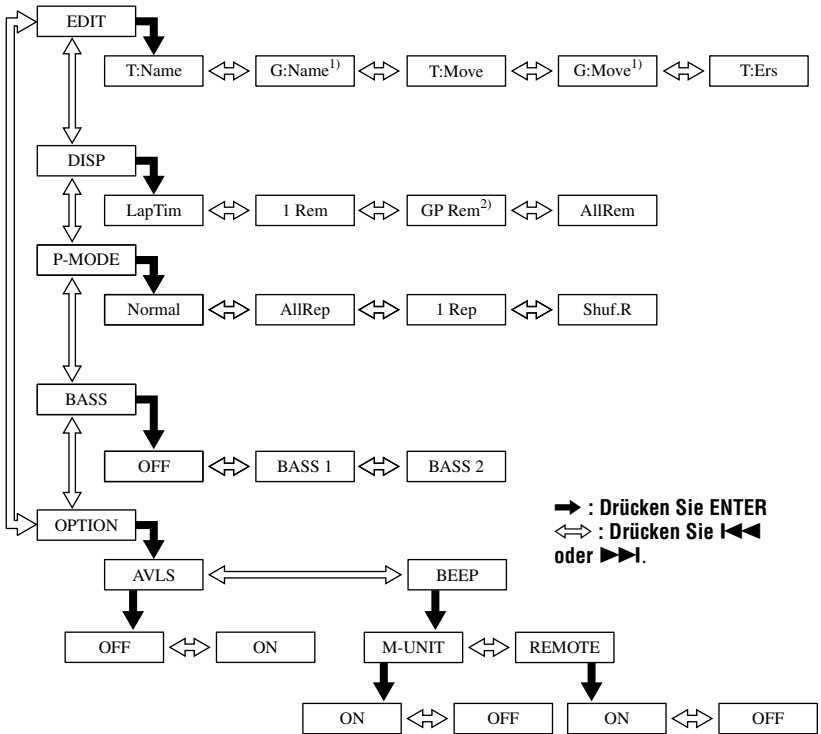 EDIT
T:Name G:Name1) T:Move G:Move1) T:Ers
DISP
LapTim 1 Rem GP Rem2) AllRem
P-MODE
Normal AllRep 1 Rep Shuf.R
BASS
OFF BASS 1 BASS 2
: Drücken Sie ENTER
: Drücken Sie
oder .
OPTION
AVLS BEEP
OFF ON M-UNIT REMOTE
ON OFF ON OFF